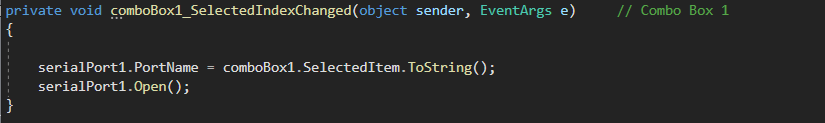 private void comboBox1_SelectedIndexChanged(object sender, EventArgs e) // Combo Box 1
{
serialPort1.PortName = comboBox1.SelectedItem.ToString();
serialPort1.Open();
}